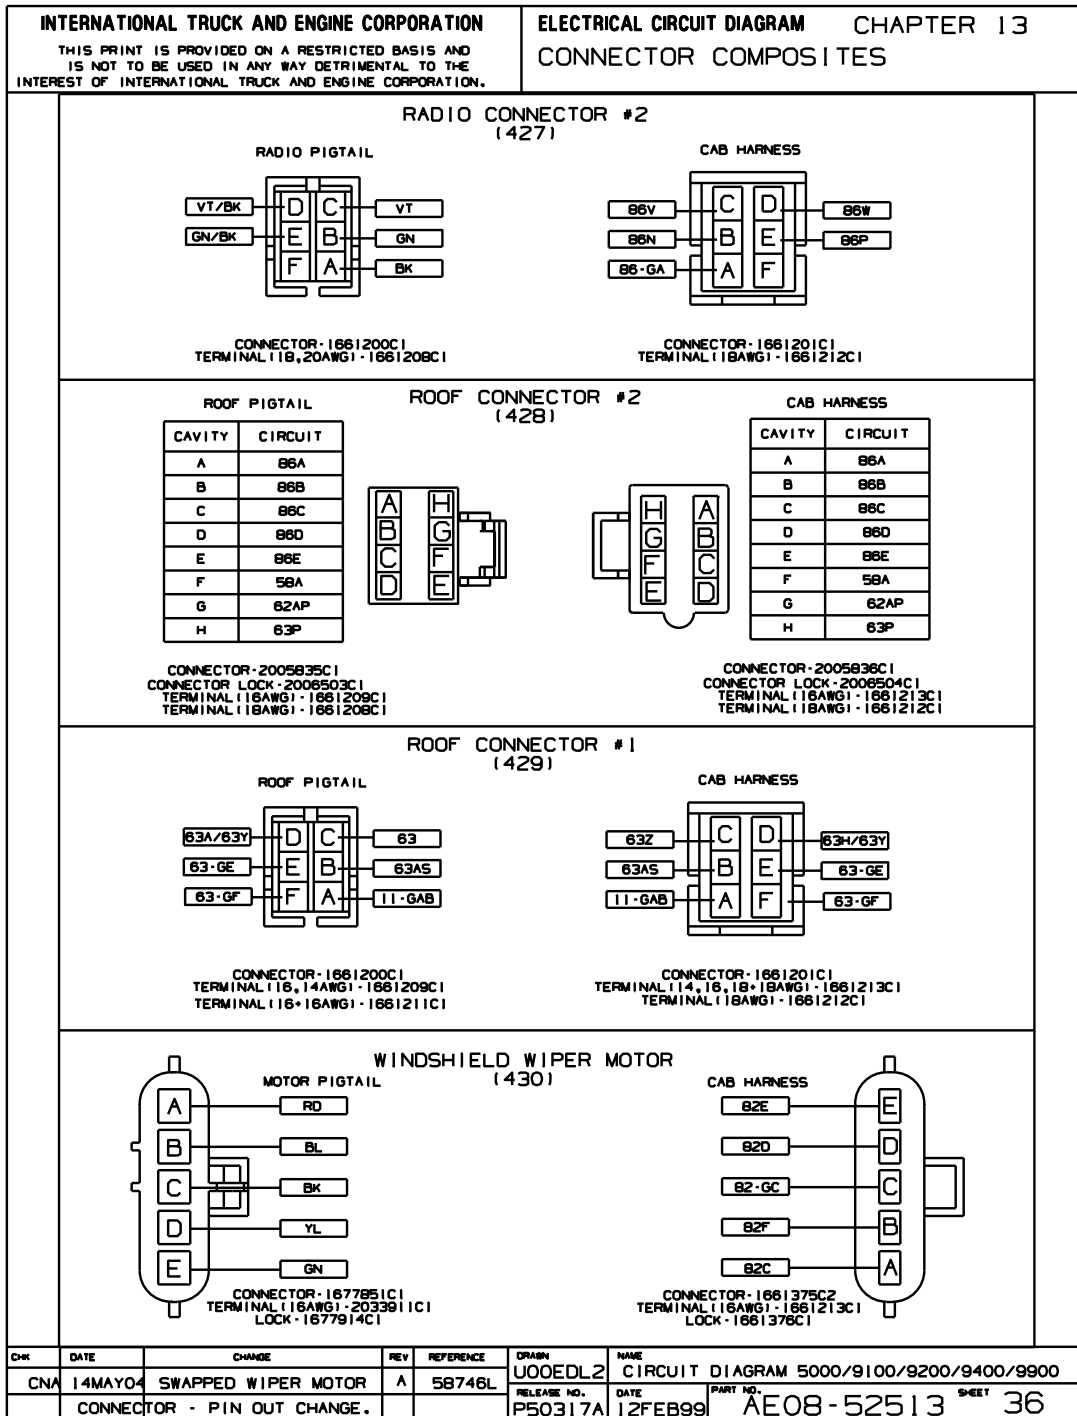 INTERNATIONAL TRUCK AND ENGINE CORPORATION
THIS PRINT IS PROVIDED ON A RESTRICTED BASIS AND
IS NOT TO BE USED IN ANY WAY DETRIMENTAL TO THE
INTEREST OF INTERNATIONAL TRUCK AND ENGINE CORPORATION.
ELECTRICAL CIRCUIT DIAGRAM CHAPTER 13
CONNECTOR COMPOSITES
RADIO CONNECTOR #2
(427)
RADIO PIGTAIL
VT/BK D C VT
GN/BK E B GN
F A BK
CONNECTOR-1661200C1
TERMINAL(18,20AWG)-1661208C1
CAB HARNESS
86V C D 86W
86N B E 86P
86-GA A F
CONNECTOR-1661201C1
TERMINAL(18AWG)-1661212C1
ROOF CONNECTOR #2
(428)
ROOF PIGTAIL
CAVITY CIRCUIT
A 86A
B 86B
C 86C
D 86D
E 86E
F 58A
G 62AP
H 63P
A H
B G
C F
D E
CONNECTOR-2005835C1
CONNECTOR LOCK-2006503C1
TERMINAL(16AWG)-1661209C1
TERMINAL(18AWG)-1661208C1
CAB HARNESS
H A
G B
F C
E D
CAVITY CIRCUIT
A 86A
B 86B
C 86C
D 86D
E 86E
F 58A
G 62AP
H 63P
CONNECTOR-2005836C1
CONNECTOR LOCK-2006504C1
TERMINAL(16AWG)-1661213C1
TERMINAL(18AWG)-1661212C1
ROOF CONNECTOR #1
(429)
ROOF PIGTAIL
63A/63Y D C 63
63-GE E B 63AS
63-GF F A 11-GAB
CONNECTOR-1661200C1
TERMINAL(16,14AWG)-1661209C1
TERMINAL(16+16AWG)-1661211C1
CAB HARNESS
63Z C D 63H/63Y
63AS B E 63-GE
11-GAB A F 63-GF
CONNECTOR-1661201C1
TERMINAL(14,16,18+18AWG)-1661213C1
TERMINAL(18AWG)-1661212C1
WINDSHIELD WIPER MOTOR
(430)
MOTOR PIGTAIL
A RD
B BL
C BK
D YL
E GN
CONNECTOR-1677851C1
TERMINAL(16AWG)-2033911C1
LOCK-1677914C1
CAB HARNESS
82E E
82D D
82-GC C
82F B
82C A
CONNECTOR-1661375C2
TERMINAL(16AWG)-1661213C1
LOCK-1661376C1
CHK DATE CHANGE REV REFERENCE
CNA 14MAY04 SWAPPED WIPER MOTOR A 58746L
CONNECTOR - PIN OUT CHANGE.
DRAWN
U00EDL2
NAME
CIRCUIT DIAGRAM 5000/9100/9200/9400/9900
RELEASE NO.
P50317A
DATE
12FEB99
PART NO.
AE08-52513
SHEET 36